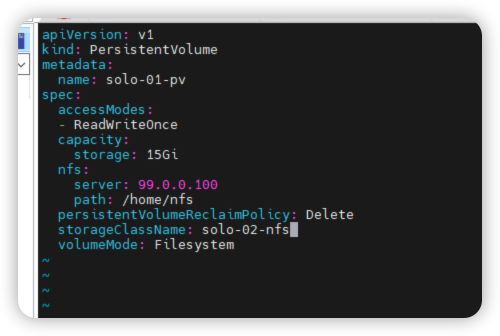 apiVersion: v1
kind: PersistentVolume
metadata:
  name: solo-01-pv
spec:
  accessModes:
  - ReadWriteOnce
  capacity:
    storage: 15Gi
  nfs:
    server: 99.0.0.100
    path: /home/nfs
  persistentVolumeReclaimPolicy: Delete
  storageClassName: solo-02-nfs
  volumeMode: Filesystem
~
~
~
~